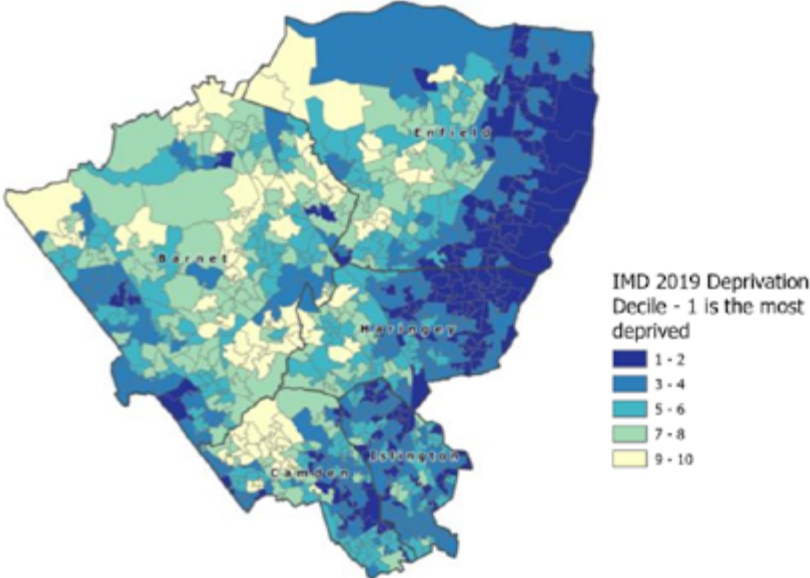 Enfield
Barnet
Haringey
Islington
Camden
IMD 2019 Deprivation
Decile - 1 is the most
deprived
1 - 2
3 - 4
5 - 6
7 - 8
9 - 10